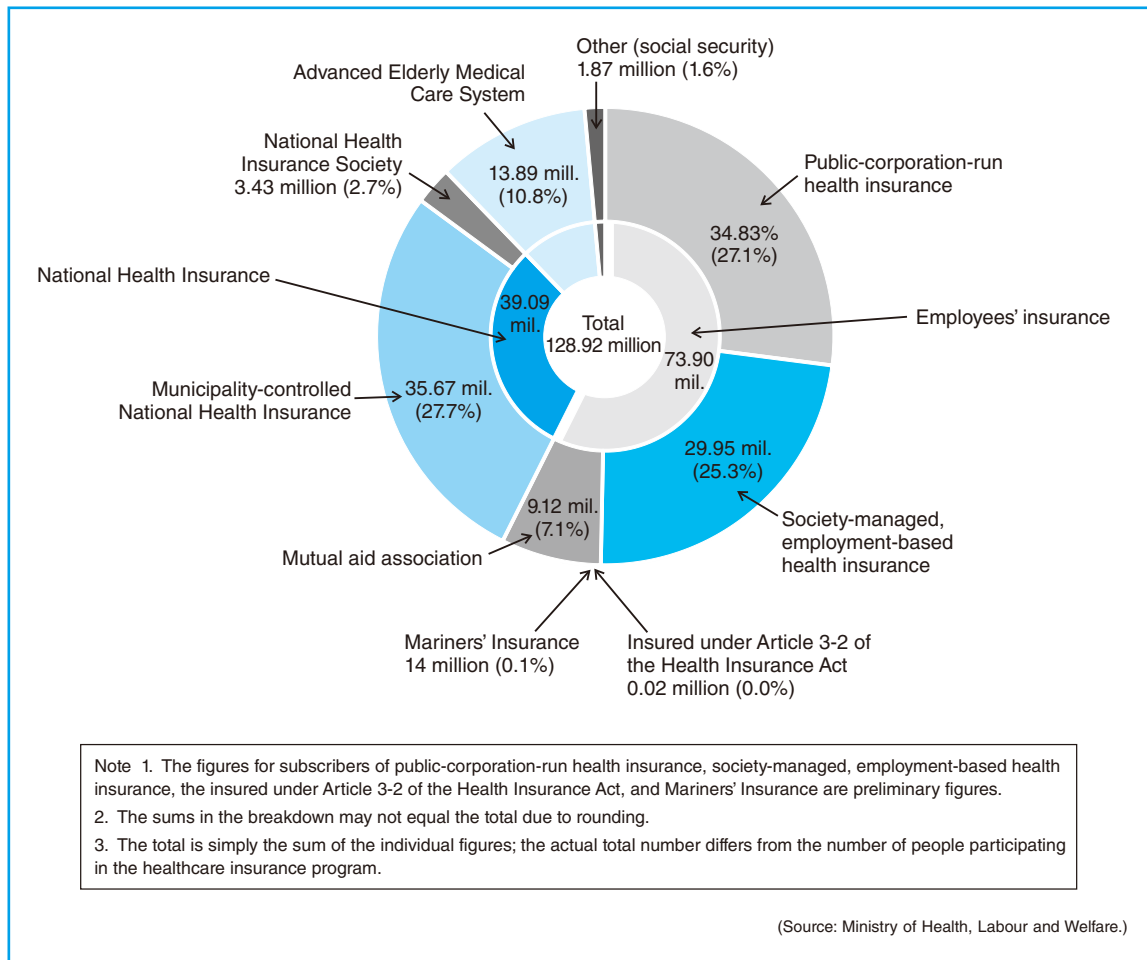 Other (social security)
1.87 million (1.6%)
Advanced Elderly Medical
Care System
National Health
Insurance Society
3.43 million (2.7%)
13.89 mill.
(10.8%)
Public-corporation-run
health insurance
34.83%
(27.1%)
National Health Insurance
39.09
mil.
Total
128.92 million
Employees' insurance
73.90
mil.
Municipality-controlled
National Health Insurance
35.67 mil.
(27.7%)
29.95 mil.
(25.3%)
9.12 mil.
(7.1%)
Society-managed,
employment-based
health insurance
Mutual aid association
Mariners' Insurance
14 million (0.1%)
Insured under Article 3-2 of
the Health Insurance Act
0.02 million (0.0%)
Note 1. The figures for subscribers of public-corporation-run health insurance, society-managed, employment-based health
insurance, the insured under Article 3-2 of the Health Insurance Act, and Mariners' Insurance are preliminary figures.
2. The sums in the breakdown may not equal the total due to rounding.
3. The total is simply the sum of the individual figures; the actual total number differs from the number of people participating
in the healthcare insurance program.
(Source: Ministry of Health, Labour and Welfare.)